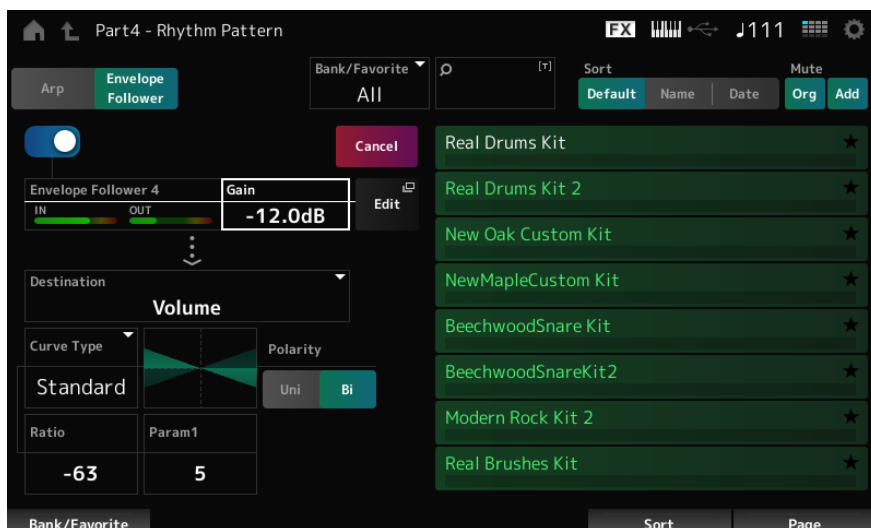 Part4 - Rhythm Pattern
FX
♩111
Arp
Envelope
Follower
Bank/Favorite
All
[T]
Sort
Default
Name
Date
Mute
Org
Add
Cancel
Envelope Follower 4
IN
OUT
Gain
-12.0dB
Edit
Destination
Volume
Curve Type
Standard
Polarity
Uni
Bi
Ratio
-63
Param1
5
Real Drums Kit
Real Drums Kit 2
New Oak Custom Kit
NewMapleCustom Kit
BeechwoodSnare Kit
BeechwoodSnareKit2
Modern Rock Kit 2
Real Brushes Kit
Bank/Favorite
Sort
Page